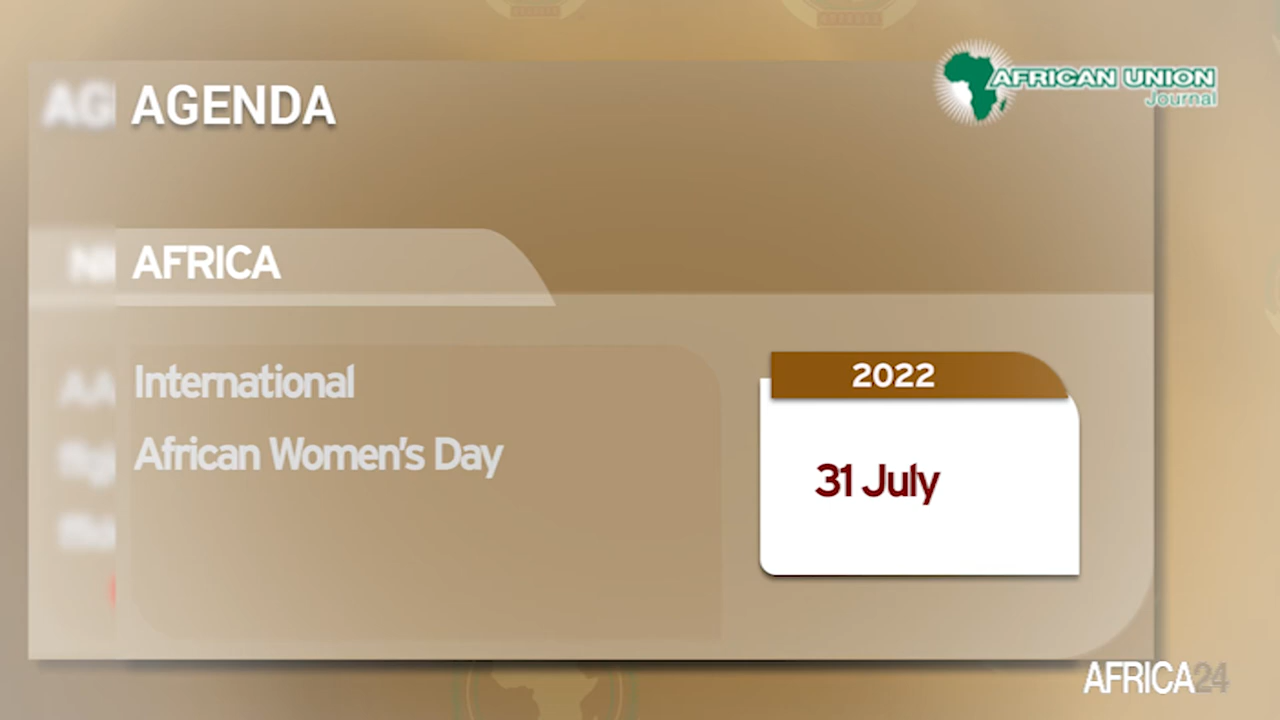 AGENDA
AFRICAN UNION
Journal
AFRICA
International
African Women's Day
2022
31 July
AFRICA24